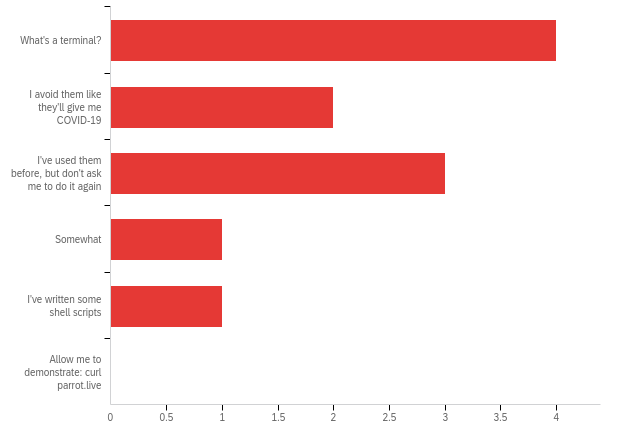 What's a terminal?
I avoid them like
they'll give me
COVID-19
I've used them
before, but don't ask
me to do it again
Somewhat
I've written some
shell scripts
Allow me to
demonstrate: curl
parrot.live
0 0.5 1 1.5 2 2.5 3 3.5 4